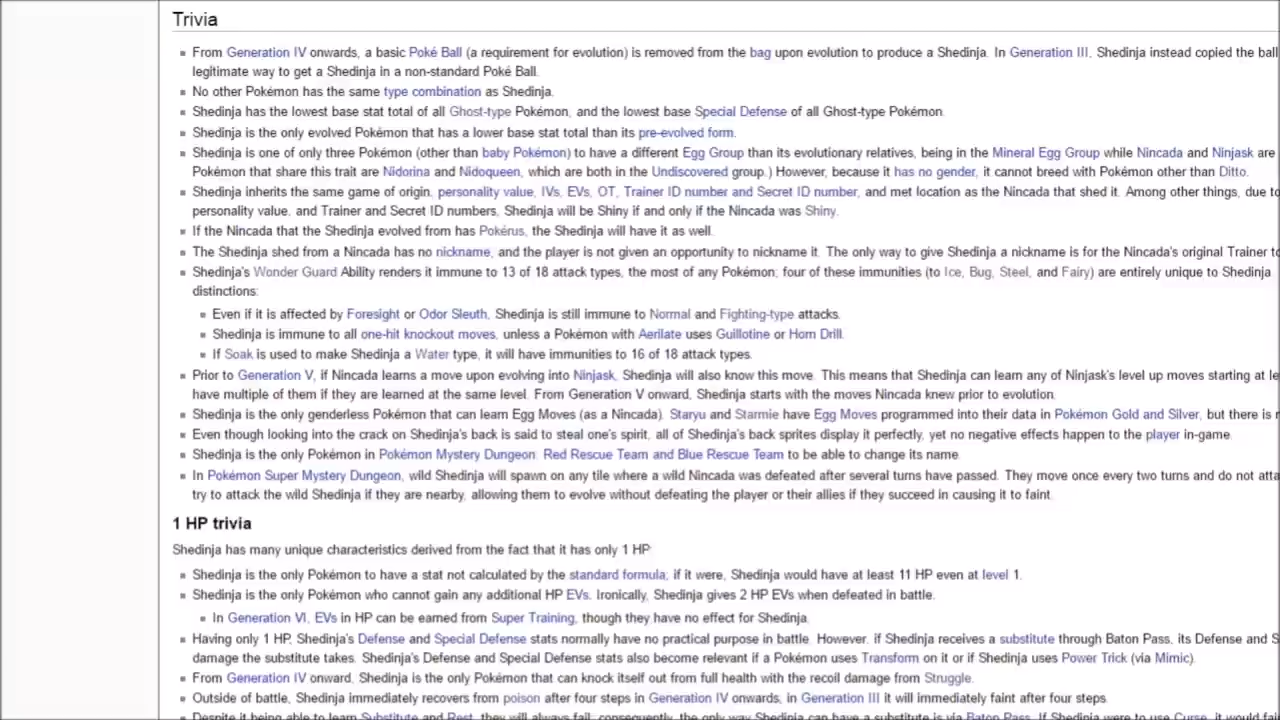 Trivia
From Generation IV onwards, a basic Poké Ball (a requirement for evolution) is removed from the bag upon evolution to produce a Shedinja. In Generation III, Shedinja instead copied the ball
legitimate way to get a Shedinja in a non-standard Poké Ball.
No other Pokémon has the same type combination as Shedinja.
Shedinja has the lowest base stat total of all Ghost-type Pokémon, and the lowest base Special Defense of all Ghost-type Pokémon.
Shedinja is the only evolved Pokémon that has a lower base stat total than its pre-evolved form.
Shedinja is one of only three Pokémon (other than baby Pokémon) to have a different Egg Group than its evolutionary relatives, being in the Mineral Egg Group while Nincada and Ninjask are
Pokémon that share this trait are Nidorina and Nidoqueen, which are both in the Undiscovered group.) However, because it has no gender, it cannot breed with Pokémon other than Ditto.
Shedinja inherits the same game of origin, personality value, IVs, EVs, OT, Trainer ID number and Secret ID number, and met location as the Nincada that shed it. Among other things, due to
personality value, and Trainer and Secret ID numbers, Shedinja will be Shiny if and only if the Nincada was Shiny.
If the Nincada that the Shedinja evolved from has Pokérus, the Shedinja will have it as well.
The Shedinja shed from a Nincada has no nickname, and the player is not given an opportunity to nickname it. The only way to give Shedinja a nickname is for the Nincada's original Trainer to
Shedinja's Wonder Guard Ability renders it immune to 13 of 18 attack types, the most of any Pokémon; four of these immunities (to Ice, Bug, Steel, and Fairy) are entirely unique to Shedinja
distinctions:
Even if it is affected by Foresight or Odor Sleuth, Shedinja is still immune to Normal and Fighting-type attacks.
Shedinja is immune to all one-hit knockout moves, unless a Pokémon with Aerilate uses Guillotine or Horn Drill.
If Soak is used to make Shedinja a Water type, it will have immunities to 16 of 18 attack types.
Prior to Generation V, if Nincada learns a move upon evolving into Ninjask, Shedinja will also know this move. This means that Shedinja can learn any of Ninjask's level up moves starting at le
have multiple of them if they are learned at the same level. From Generation V onward, Shedinja starts with the moves Nincada knew prior to evolution.
Shedinja is the only genderless Pokémon that can learn Egg Moves (as a Nincada). Staryu and Starmie have Egg Moves programmed into their data in Pokémon Gold and Silver, but there is
Even though looking into the crack on Shedinja's back is said to steal one's spirit, all of Shedinja's back sprites display it perfectly, yet no negative effects happen to the player in-game.
Shedinja is the only Pokémon in Pokémon Mystery Dungeon: Red Rescue Team and Blue Rescue Team to be able to change its name.
In Pokémon Super Mystery Dungeon, wild Shedinja will spawn on any tile where a wild Nincada was defeated after several turns have passed. They move once every two turns and do not atta
try to attack the wild Shedinja if they are nearby, allowing them to evolve without defeating the player or their allies if they succeed in causing it to faint.
1 HP trivia
Shedinja has many unique characteristics derived from the fact that it has only 1 HP:
Shedinja is the only Pokémon to have a stat not calculated by the standard formula; if it were, Shedinja would have at least 11 HP even at level 1.
Shedinja is the only Pokémon who cannot gain any additional HP EVs. Ironically, Shedinja gives 2 HP EVs when defeated in battle.
In Generation VI, EVs in HP can be earned from Super Training, though they have no effect for Shedinja.
Having only 1 HP, Shedinja's Defense and Special Defense stats normally have no practical purpose in battle. However, if Shedinja receives a substitute through Baton Pass, its Defense and S
damage the substitute takes. Shedinja's Defense and Special Defense stats also become relevant if a Pokémon uses Transform on it or if Shedinja uses Power Trick (via Mimic).
From Generation IV onward, Shedinja is the only Pokémon that can knock itself out from full health with the recoil damage from Struggle.
Outside of battle, Shedinja immediately recovers from poison after four steps in Generation IV onwards, in Generation III it will immediately faint after four steps.
Despite it being able to learn Substitute and Rest, they will always fail; consequently, the only way Shedinja can have a substitute is via Baton Pass. If Shedinja were to use Curse, it would